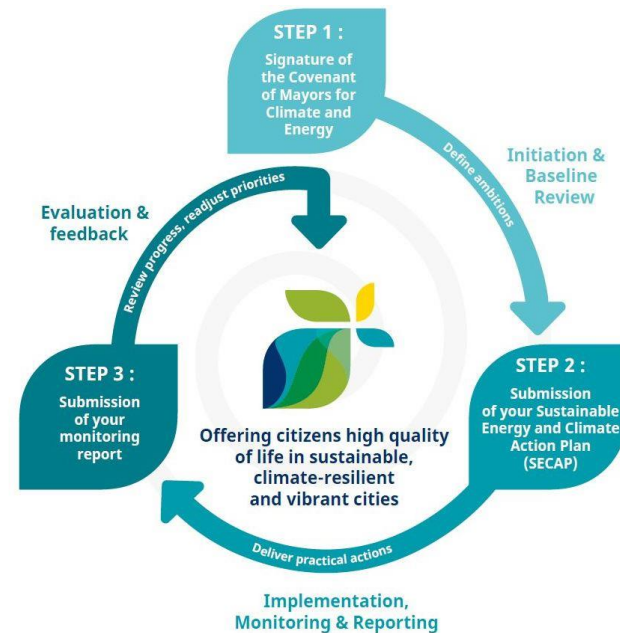 STEP 1 :
Signature of
the Covenant
of Mayors for
Climate and
Energy
Define ambitions
Initiation &
Baseline
Review
STEP 2 :
Submission
of your Sustainable
Energy and Climate
Action Plan
(SECAP)
Deliver practical actions
Implementation,
Monitoring & Reporting
STEP 3 :
Submission
of your
monitoring
report
Review progress, readjust priorities
Evaluation &
feedback
Offering citizens high quality
of life in sustainable,
climate-resilient
and vibrant cities